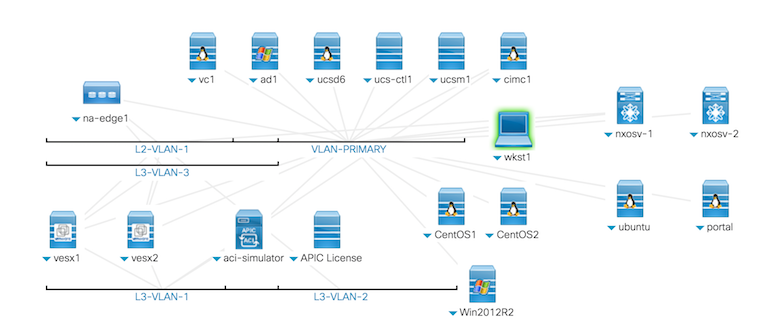 vc1
ad1
ucsd6
ucs-ctl1
ucsm1
cimc1
na-edge1
nxosv-1
nxosv-2
L2-VLAN-1
VLAN-PRIMARY
wkst1
L3-VLAN-3
ubuntu
portal
CentOS1
CentOS2
vesx1
vesx2
APIC
ACI
aci-simulator
APIC License
L3-VLAN-1
L3-VLAN-2
Win2012R2